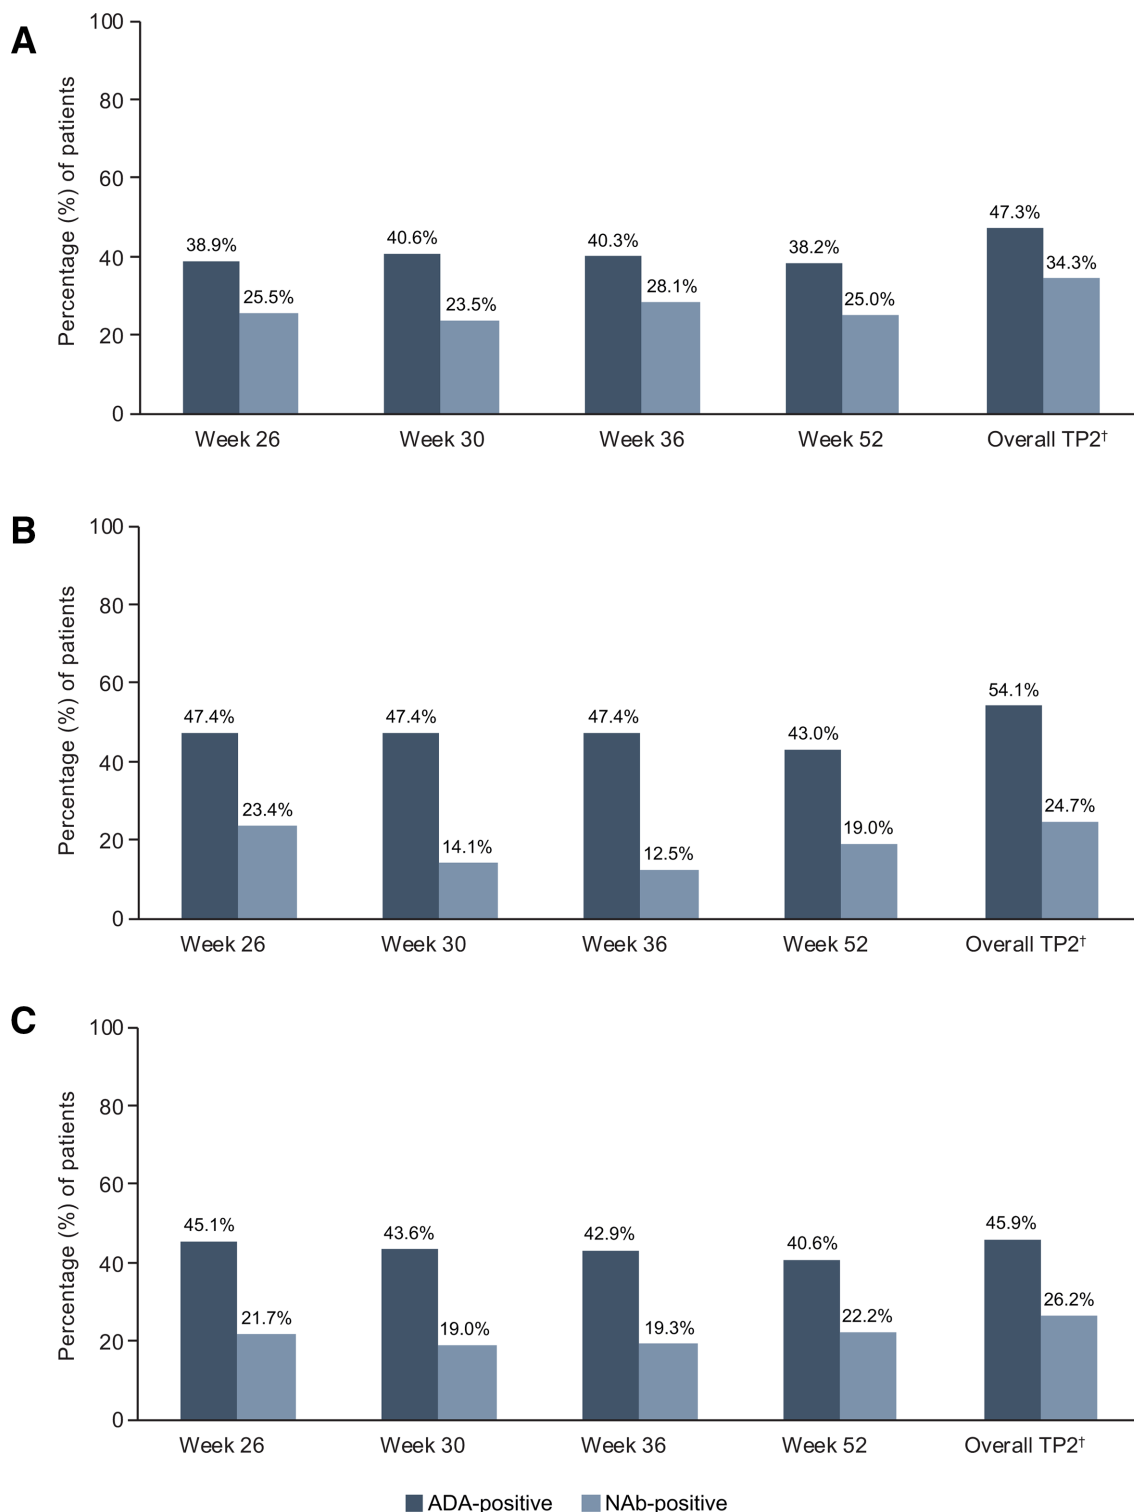 A
Percentage (%) of patients
100
80
60
40
20
0
38.9%
25.5%
40.6%
23.5%
40.3%
28.1%
38.2%
25.0%
47.3%
34.3%
Week 26
Week 30
Week 36
Week 52
Overall TP2†
B
Percentage (%) of patients
100
80
60
40
20
0
47.4%
23.4%
47.4%
14.1%
47.4%
12.5%
43.0%
19.0%
54.1%
24.7%
Week 26
Week 30
Week 36
Week 52
Overall TP2†
C
Percentage (%) of patients
100
80
60
40
20
0
45.1%
21.7%
43.6%
19.0%
42.9%
19.3%
40.6%
22.2%
45.9%
26.2%
Week 26
Week 30
Week 36
Week 52
Overall TP2†
ADA-positive
NAb-positive